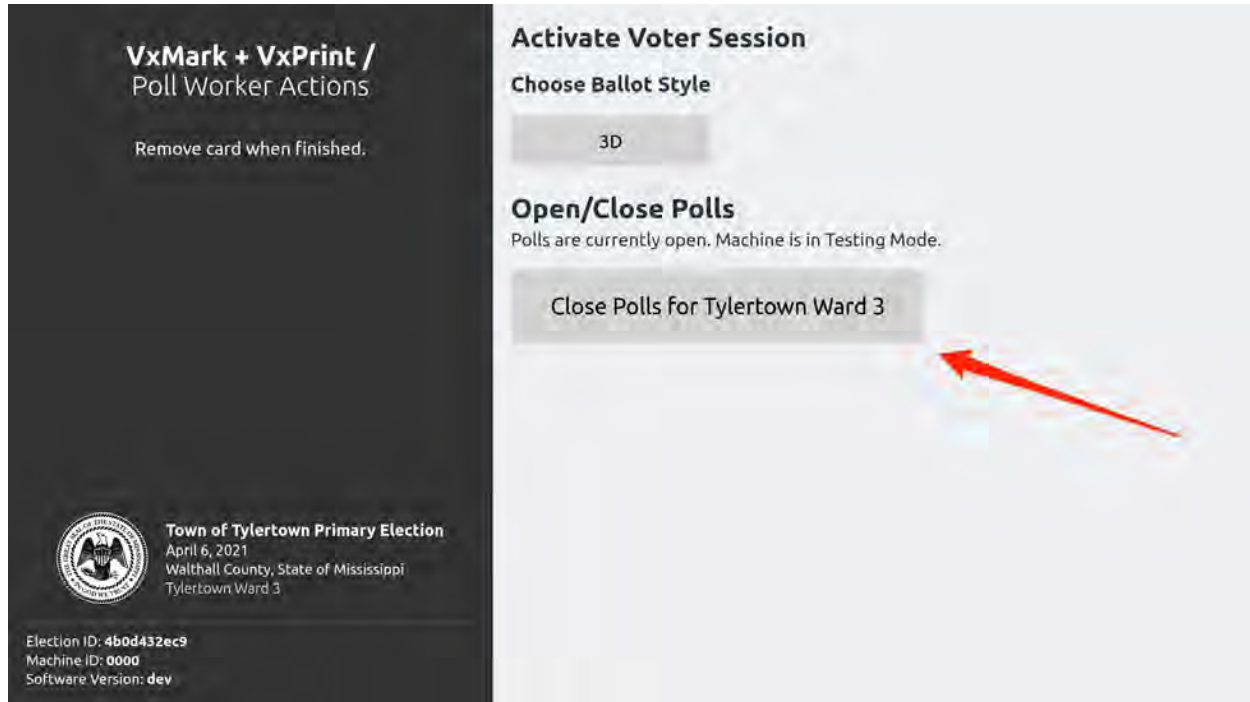 VxMark + VxPrint /
Poll Worker Actions
Remove card when finished.
Town of Tylertown Primary Election
April 6, 2021
Walthall County, State of Mississippi
Tylertown Ward 3
Election ID: 4b0d432ec9
Machine ID: 0000
Software Version: dev
Activate Voter Session
Choose Ballot Style
3D
Open/Close Polls
Polls are currently open. Machine is in Testing Mode.
Close Polls for Tylertown Ward 3